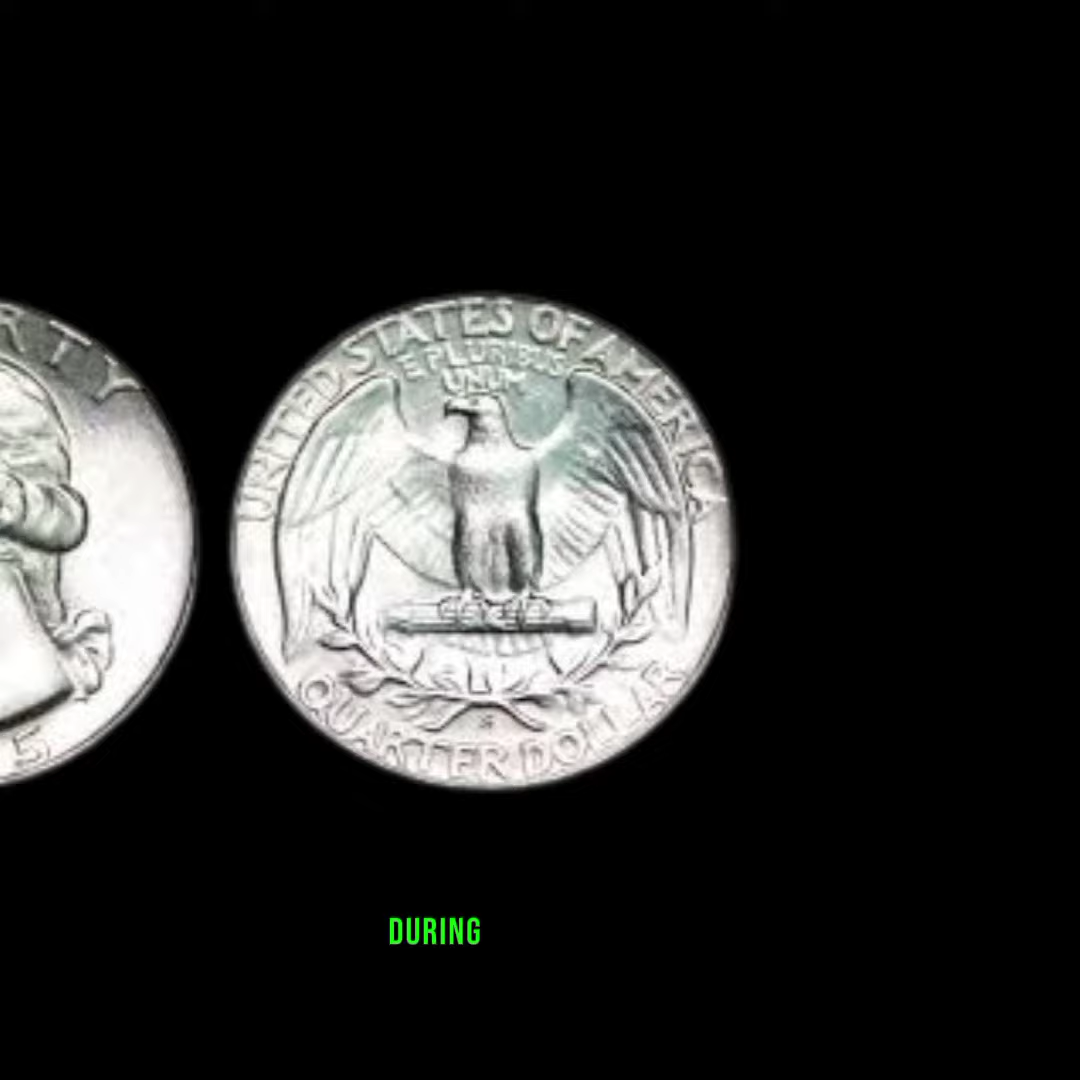 RTY
5
UNITED STATES OF AMERICA
E PLURIBUS
UNUM
QUARTER DOLLAR
DURING